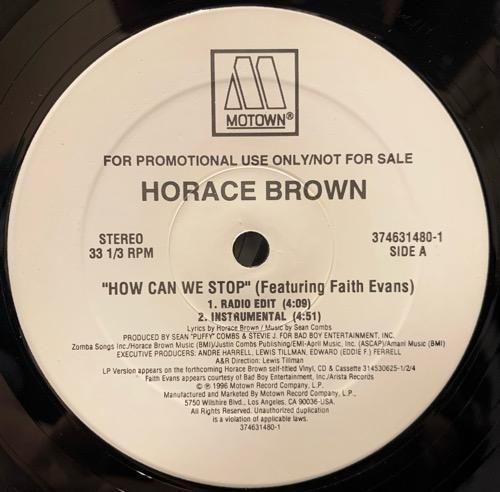 MOTOWN®
FOR PROMOTIONAL USE ONLY/NOT FOR SALE
HORACE BROWN
STEREO
33 1/3 RPM
374631480-1
SIDE A
"HOW CAN WE STOP" (Featuring Faith Evans)
1. RADIO EDIT (4:09)
2. INSTRUMENTAL (4:51)
Lyrics by Horace Brown / Music by Sean Combs
PRODUCED BY SEAN "PUFFY" COMBS & STEVIE J. FOR BAD BOY ENTERTAINMENT, INC.
Zomba Songs Inc./Horace Brown Music (BMI)/Justin Combs Publishing/EMI-April Music, Inc. (ASCAP)/Amani Music (BMI)
EXECUTIVE PRODUCERS: ANDRE HARRELL, LEWIS TILLMAN, EDWARD (EDDIE F.) FERRELL
A&R Direction: Lewis Tillman
LP Version appears on the forthcoming Horace Brown self-titled Vinyl, CD & Cassette 314530625-1/2/4
Faith Evans appears courtesy of Bad Boy Entertainment, Inc./Arista Records
© ℗ 1996 Motown Record Company, L.P.
Manufactured and Marketed By Motown Record Company, L.P.
5750 Wilshire Blvd., Los Angeles, CA 90036-USA.
All Rights Reserved. Unauthorized duplication
is a violation of applicable laws.
374631480-1